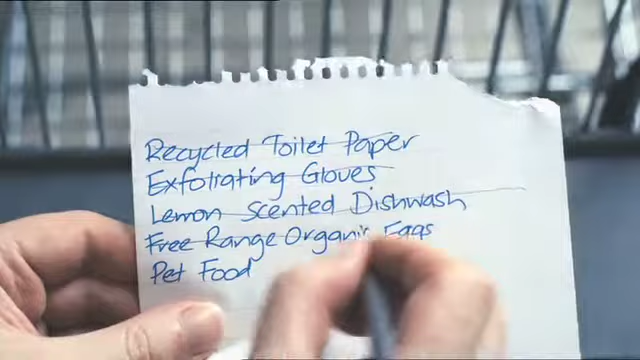 Recycled Toilet Paper
Exfoliating Gloves
Lemon Scented Dishwash
Free Range Organic Eggs
Pet Food